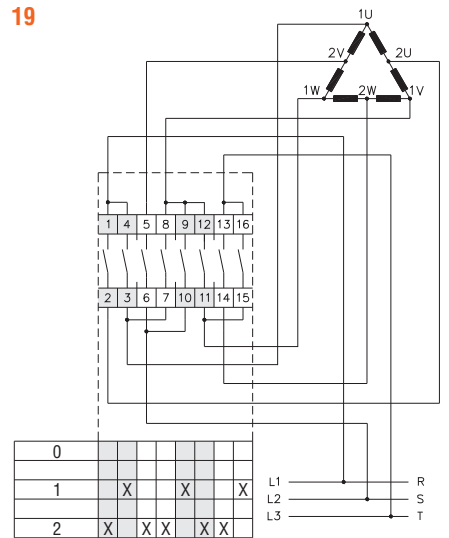 19
1U
2V 2U
1W 2W 1V
1 4 5 8 9 12 13 16
2 3 6 7 10 11 14 15
0
1 X X X
2 X X X X X
L1 R
L2 S
L3 T